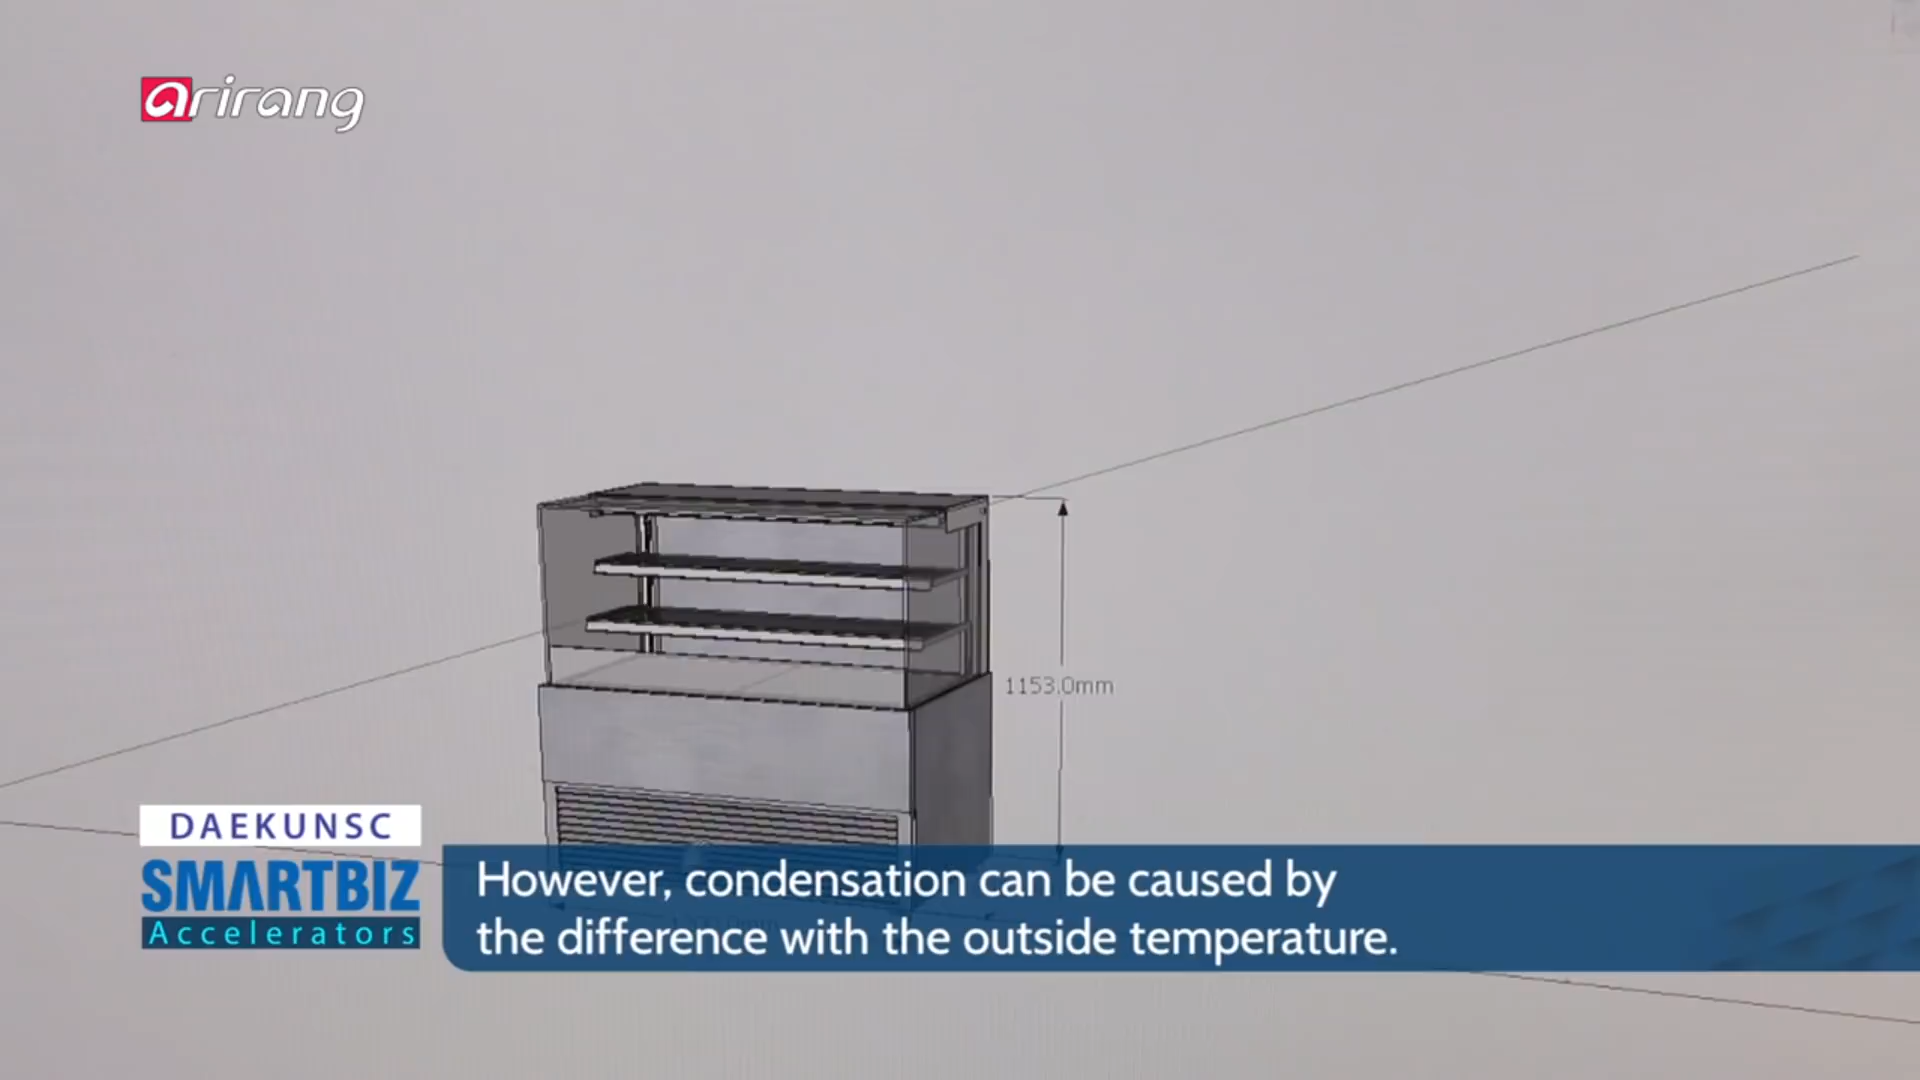 arirang
1153.0mm
DAEKUNSC
SMARTBIZ
Accelerators
However, condensation can be caused by
the difference with the outside temperature.